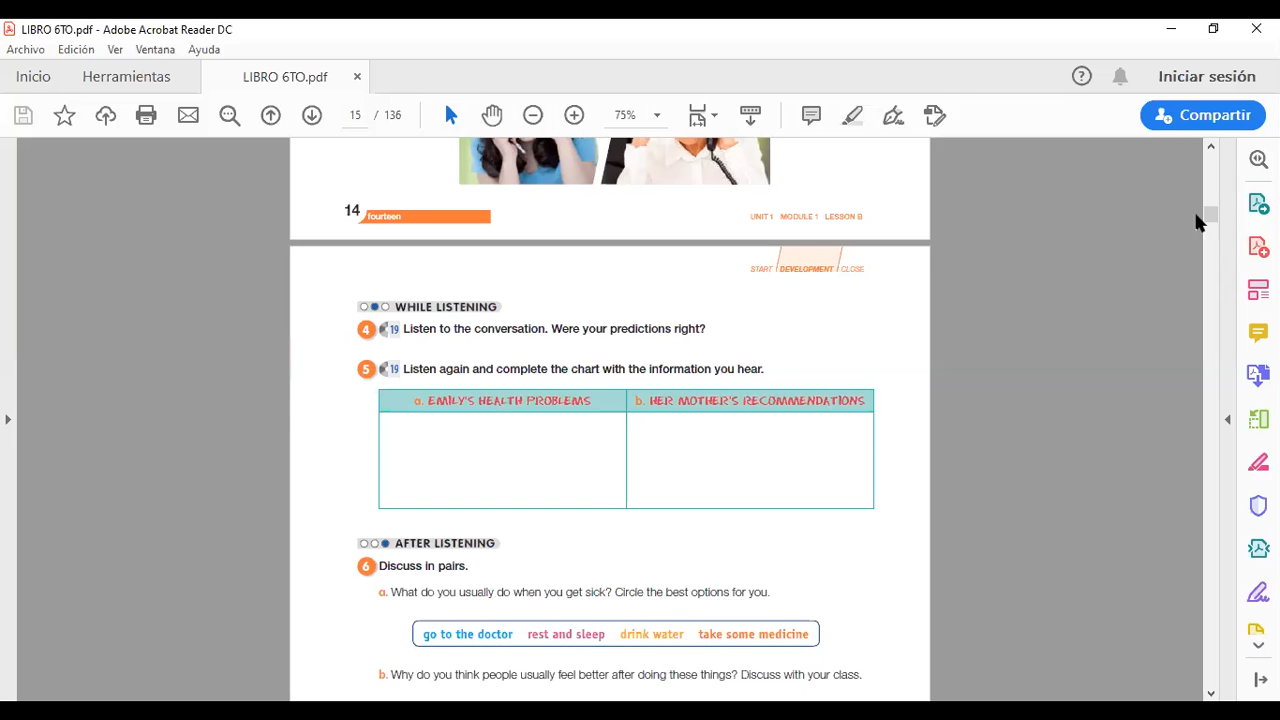 LIBRO 6TO.pdf - Adobe Acrobat Reader DC
Archivo Edición Ver Ventana Ayuda
Inicio Herramientas LIBRO 6TO.pdf × Iniciar sesión
15 / 136 75% Compartir
14 fourteen UNIT 1 MODULE 1 LESSON B
START DEVELOPMENT CLOSE
WHILE LISTENING
4 19 Listen to the conversation. Were your predictions right?
5 19 Listen again and complete the chart with the information you hear.
a. EMILY'S HEALTH PROBLEMS b. HER MOTHER'S RECOMMENDATIONS
AFTER LISTENING
6 Discuss in pairs.
a. What do you usually do when you get sick? Circle the best options for you.
go to the doctor rest and sleep drink water take some medicine
b. Why do you think people usually feel better after doing these things? Discuss with your class.